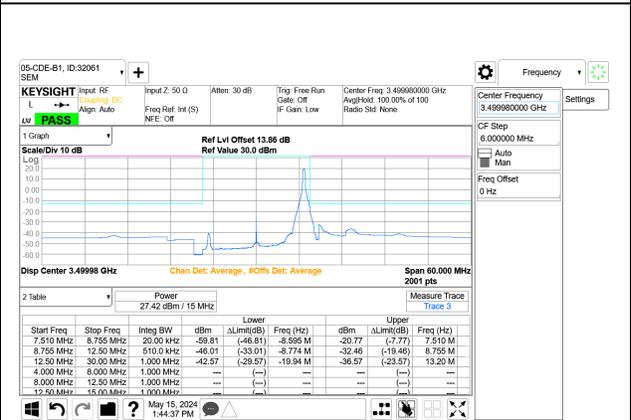 05-CDE-B1, ID:32061
SEM
Frequency
KEYSIGHT
Input: RF
Coupling: DC
Align: Auto
Input Z: 50 Ω
Freq Ref: Int (S)
NFE: Off
Atten: 30 dB
Trig: Free Run
Gate: Off
IF Gain: Low
Center Freq: 3.499980000 GHz
Avg|Hold: 100.00% of 100
Radio Std: None
L
PASS
Center Frequency
3.499980000 GHz
Settings
CF Step
6.000000 MHz
Auto
Man
Freq Offset
0 Hz
1 Graph
Scale/Div 10 dB
Ref Lvl Offset 13.86 dB
Ref Value 30.0 dBm
Log
20.0
10.0
0.00
-10.0
-20.0
-30.0
-40.0
-50.0
-60.0
Disp Center 3.49998 GHz
Chan Det: Average , #Offs Det: Average
Span 60.000 MHz
2001 pts
2 Table
Power
27.42 dBm / 15 MHz
Measure Trace
Trace 3
Lower Upper
Start Freq Stop Freq Integ BW dBm ΔLimit(dB) Freq (Hz) dBm ΔLimit(dB) Freq (Hz)
7.510 MHz 8.755 MHz 20.00 kHz -59.81 (-46.81) -8.595 M -20.77 (-7.77) 7.510 M
8.755 MHz 12.50 MHz 510.0 kHz -46.01 (-33.01) -8.774 M -32.46 (-19.46) 8.755 M
12.50 MHz 30.00 MHz 1.000 MHz -42.57 (-29.57) -19.94 M -36.57 (-23.57) 13.20 M
4.000 MHz 8.000 MHz 1.000 MHz --- (---) --- --- (---) ---
8.000 MHz 12.50 MHz 1.000 MHz --- (---) --- --- (---) ---
12.50 MHz 15.00 MHz 1.000 MHz --- (---) --- --- (---) ---
May 15, 2024
1:44:37 PM